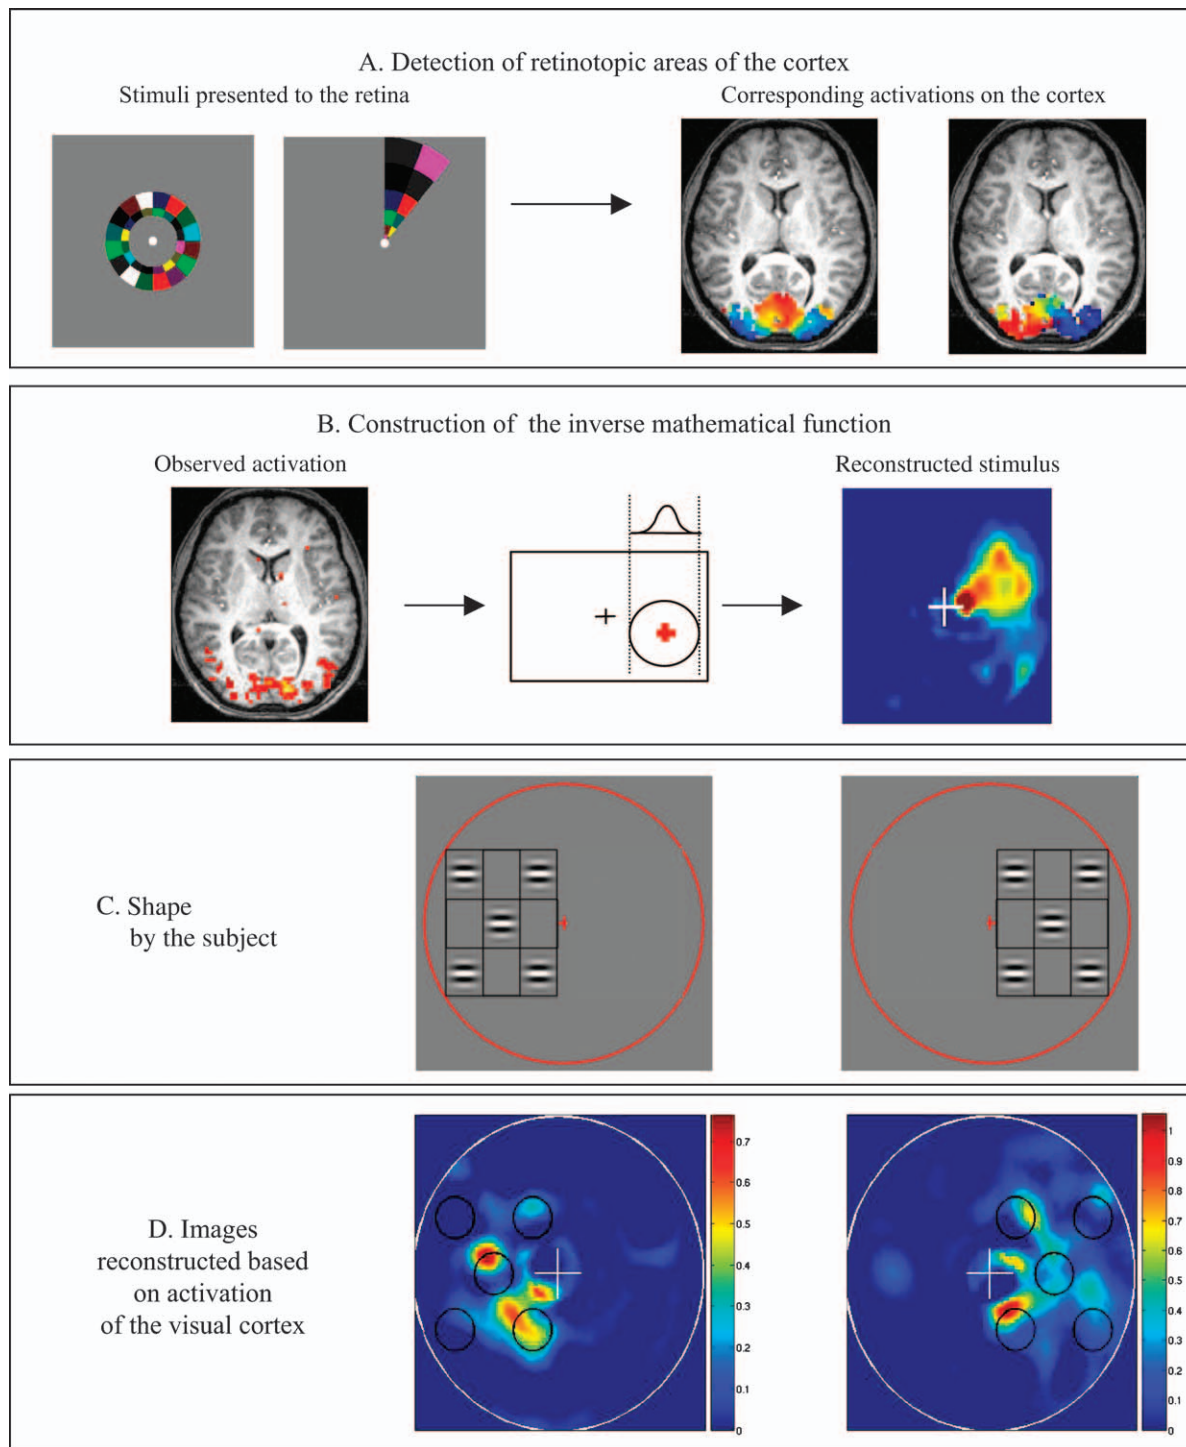 A. Detection of retinotopic areas of the cortex
Stimuli presented to the retina
Corresponding activations on the cortex
B. Construction of the inverse mathematical function
Observed activation
Reconstructed stimulus
C. Shape
by the subject
D. Images
reconstructed based
on activation
of the visual cortex
0.7
0.6
0.5
0.4
0.3
0.2
0.1
0
1
0.9
0.8
0.7
0.6
0.5
0.4
0.3
0.2
0.1
0